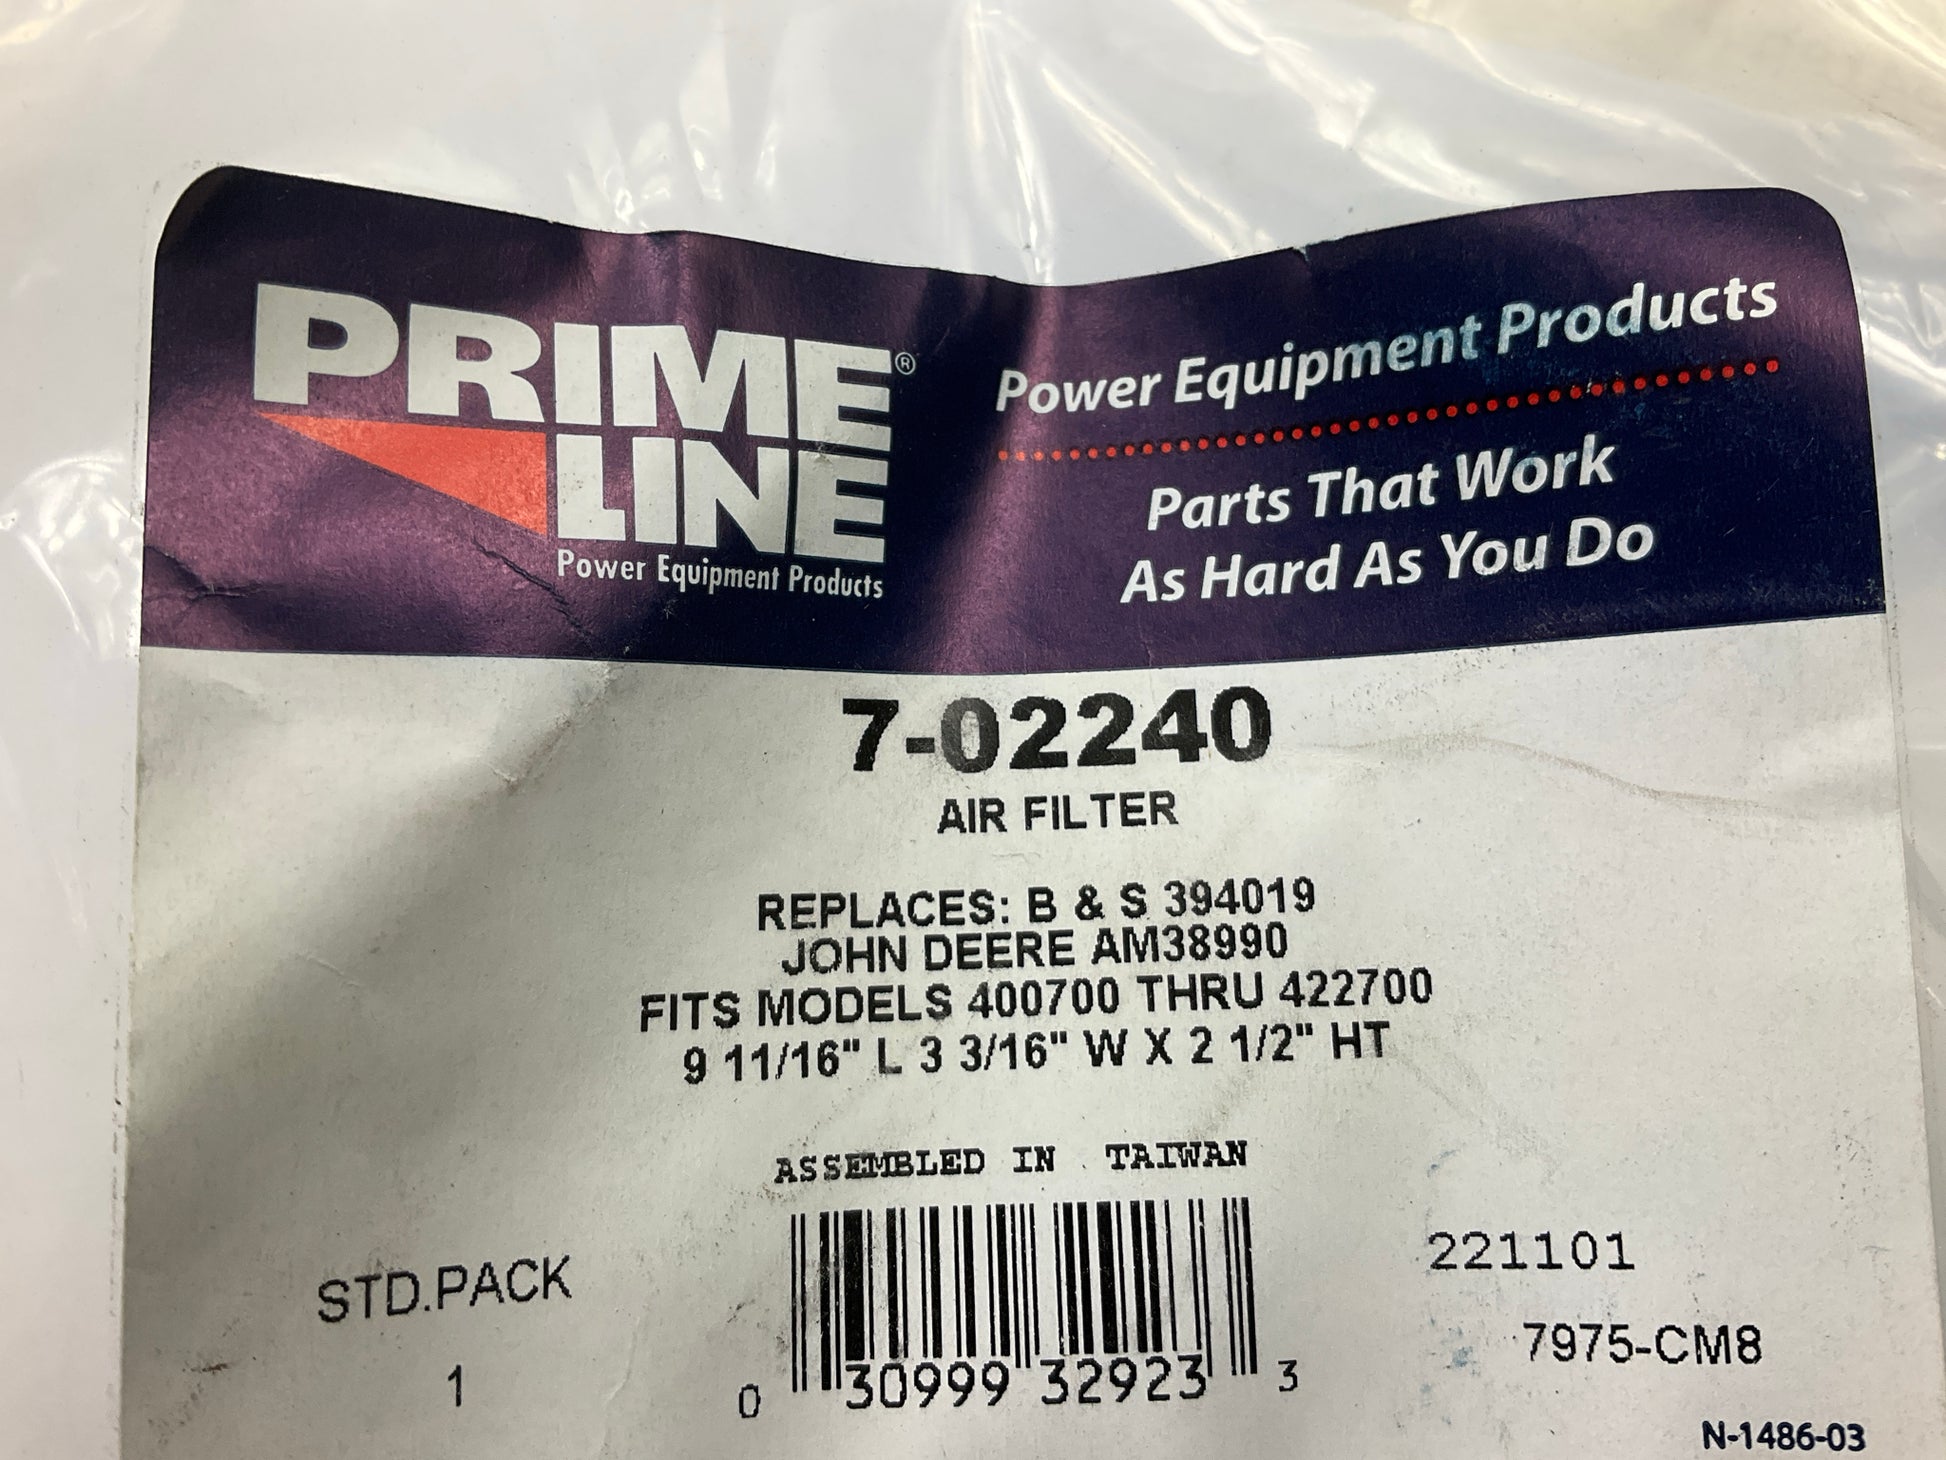 PRIME®
LINE
Power Equipment Products
Power Equipment Products
Parts That Work
As Hard As You Do
7-02240
AIR FILTER
REPLACES: B & S 394019
JOHN DEERE AM38990
FITS MODELS 400700 THRU 422700
9 11/16" L 3 3/16" W X 2 1/2" HT
ASSEMBLED IN TAIWAN
STD.PACK
1
0 30999 32923 3
221101
7975-CM8
N-1486-03